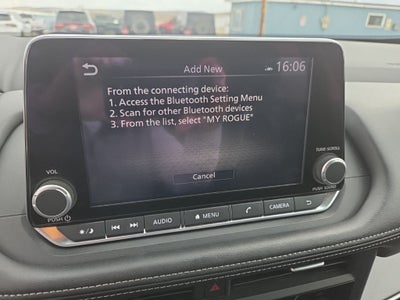 Add New
16:06
From the connecting device:
1. Access the Bluetooth Setting Menu
2. Scan for other Bluetooth devices
3. From the list, select "MY ROGUE"
Cancel
VOL
PUSH
TUNE·SCROLL
PUSH SOUND
AUDIO
MENU
CAMERA